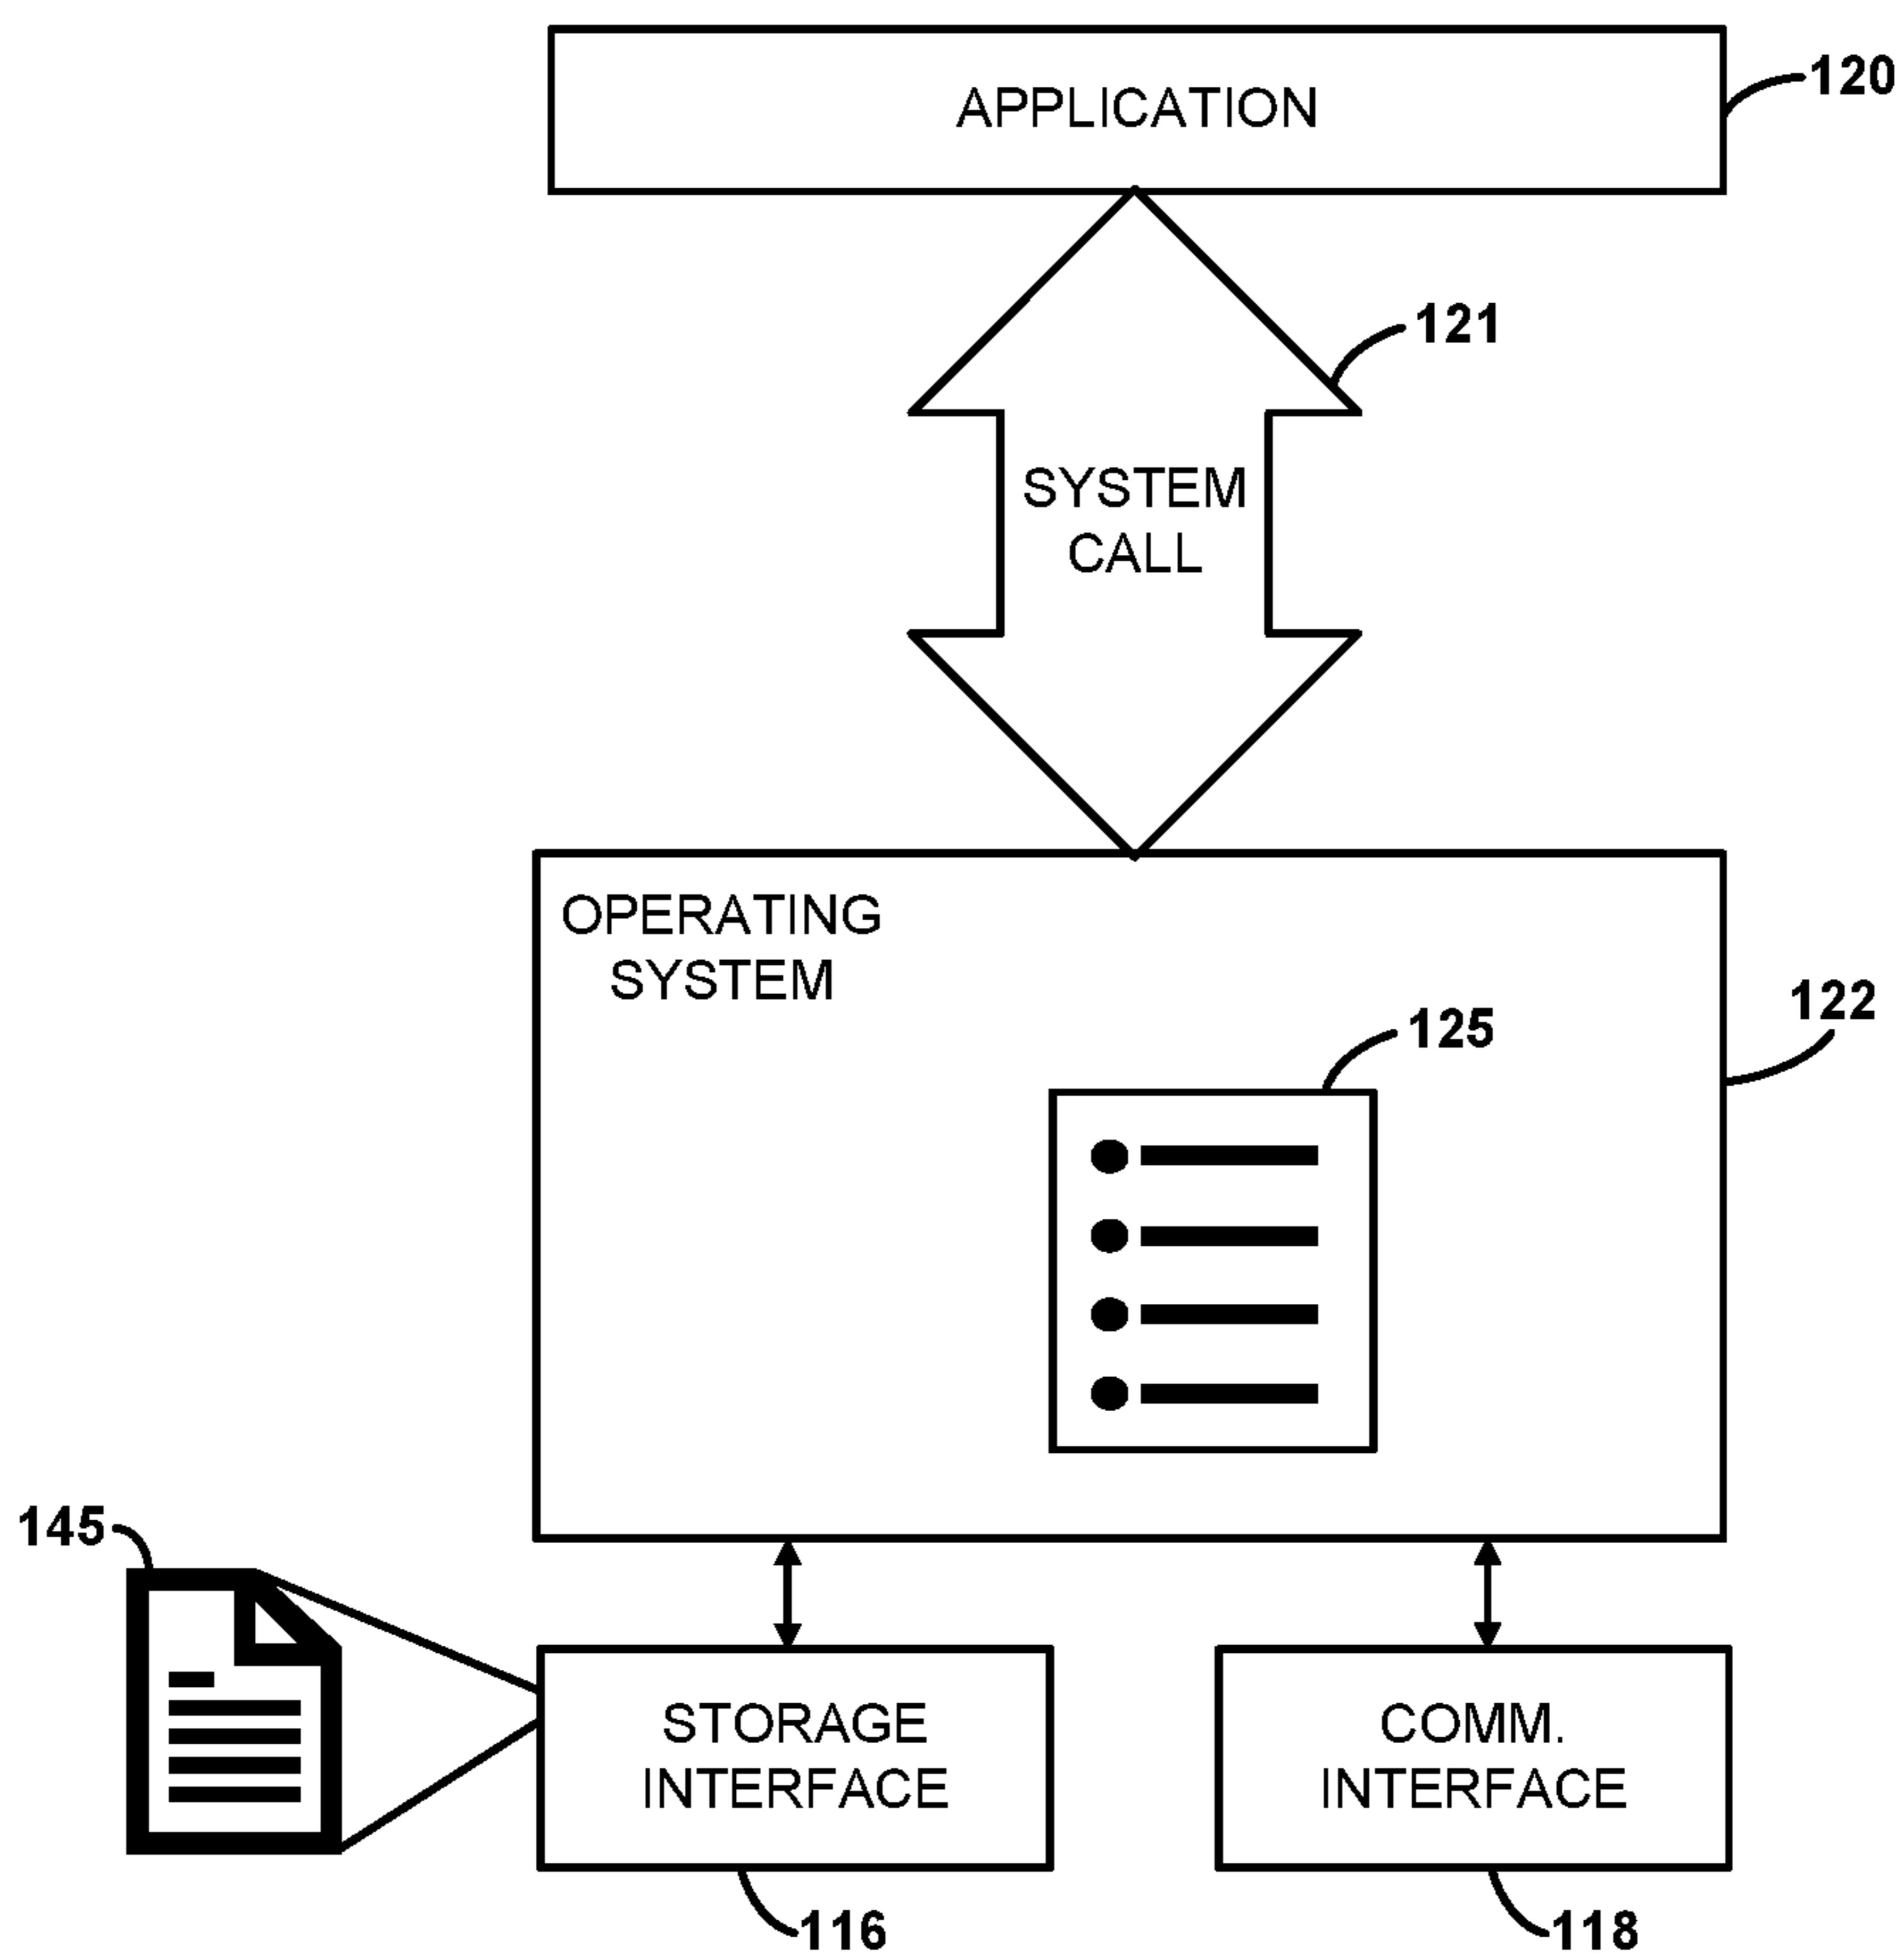 APPLICATION
120
121
SYSTEM
CALL
OPERATING
SYSTEM
122
125
145
STORAGE
INTERFACE
COMM.
INTERFACE
116
118